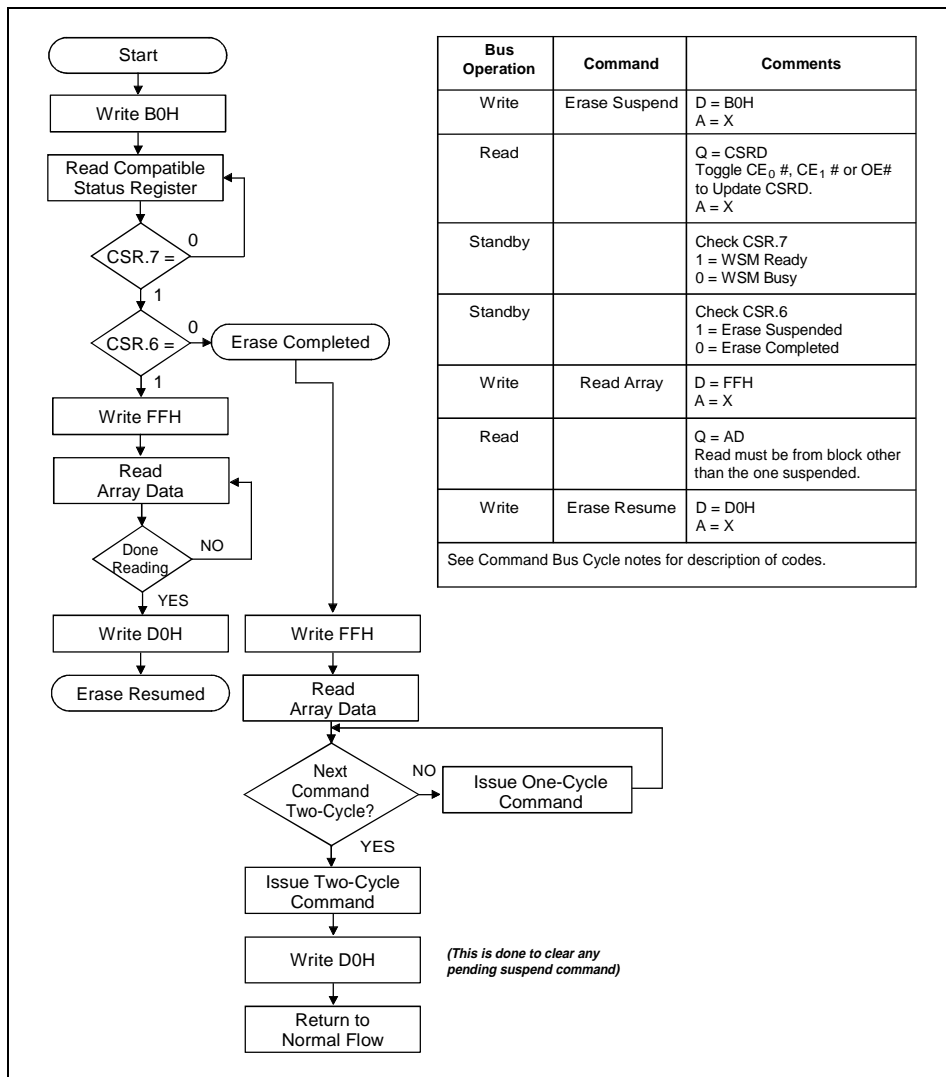 Start
Write B0H
Read Compatible
Status Register
0
CSR.7 =
1
0
CSR.6 =
Erase Completed
1
Write FFH
Read
Array Data
Done
Reading
NO
YES
Write D0H
Erase Resumed
Write FFH
Read
Array Data
Next
Command
Two-Cycle?
NO
Issue One-Cycle
Command
YES
Issue Two-Cycle
Command
Write D0H
(This is done to clear any
pending suspend command)
Return to
Normal Flow
Bus
Operation
Command
Comments
Write
Erase Suspend
D = B0H
A = X
Read
Q = CSRD
Toggle CE0 #, CE1 # or OE#
to Update CSRD.
A = X
Standby
Check CSR.7
1 = WSM Ready
0 = WSM Busy
Standby
Check CSR.6
1 = Erase Suspended
0 = Erase Completed
Write
Read Array
D = FFH
A = X
Read
Q = AD
Read must be from block other
than the one suspended.
Write
Erase Resume
D = D0H
A = X
See Command Bus Cycle notes for description of codes.